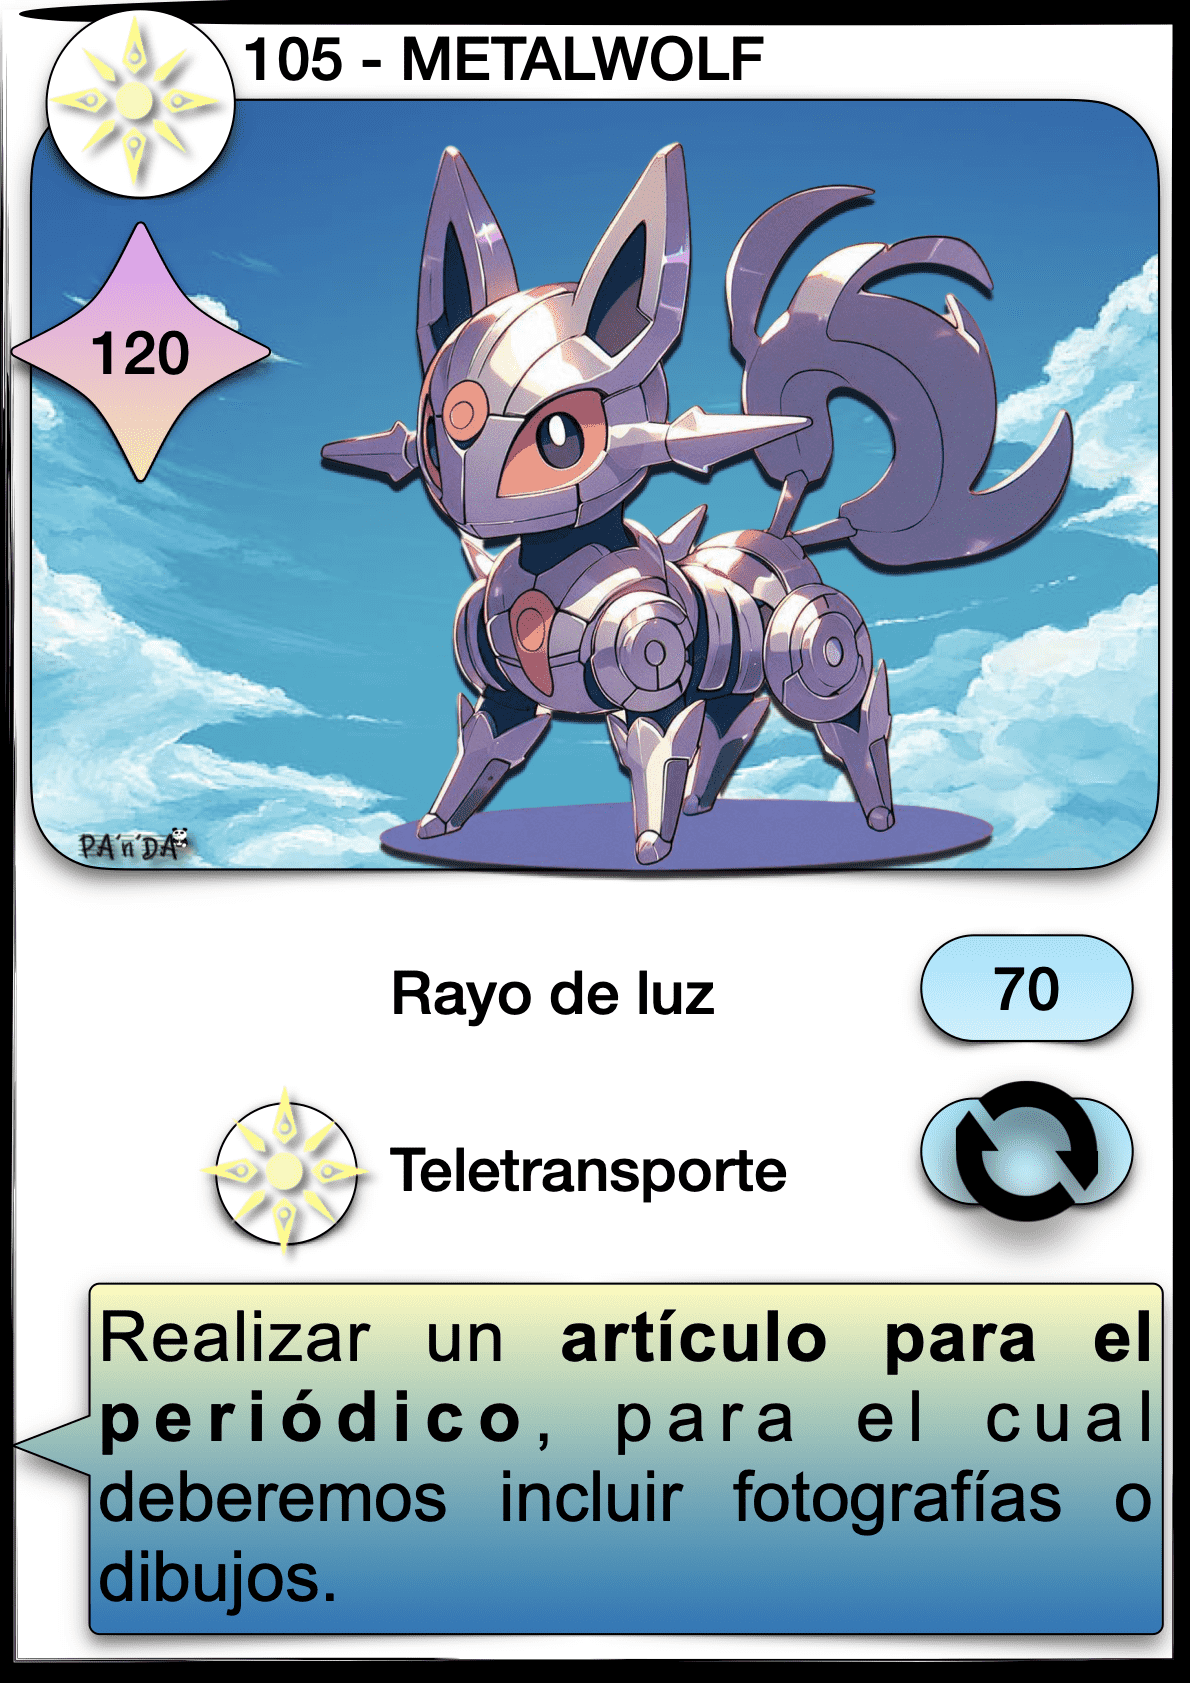 105 - METALWOLF
120
PA'n'DA
Rayo de luz
70
Teletransporte
Realizar un artículo para el
periódico, para el cual
deberemos incluir fotografías o
dibujos.